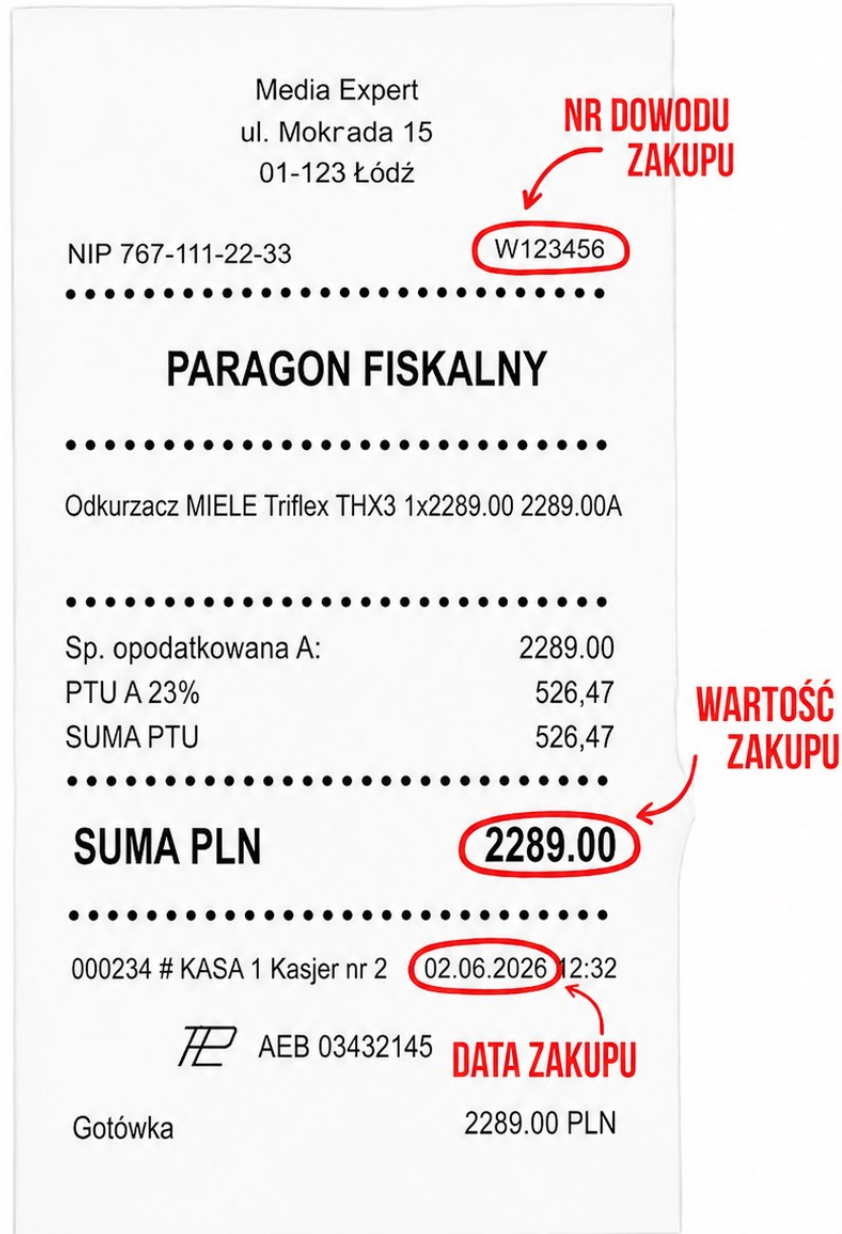 Media Expert
ul. Mokrada 15
01-123 Łódź
NR DOWODU
ZAKUPU
NIP 767-111-22-33 W123456
PARAGON FISKALNY
Odkurzacz MIELE Triflex THX3 1x2289.00 2289.00A
Sp. opodatkowana A: 2289.00
PTU A 23% 526,47
SUMA PTU 526,47
WARTOŚĆ
ZAKUPU
SUMA PLN 2289.00
000234 # KASA 1 Kasjer nr 2 02.06.2026 12:32
AEB 03432145
DATA ZAKUPU
Gotówka 2289.00 PLN